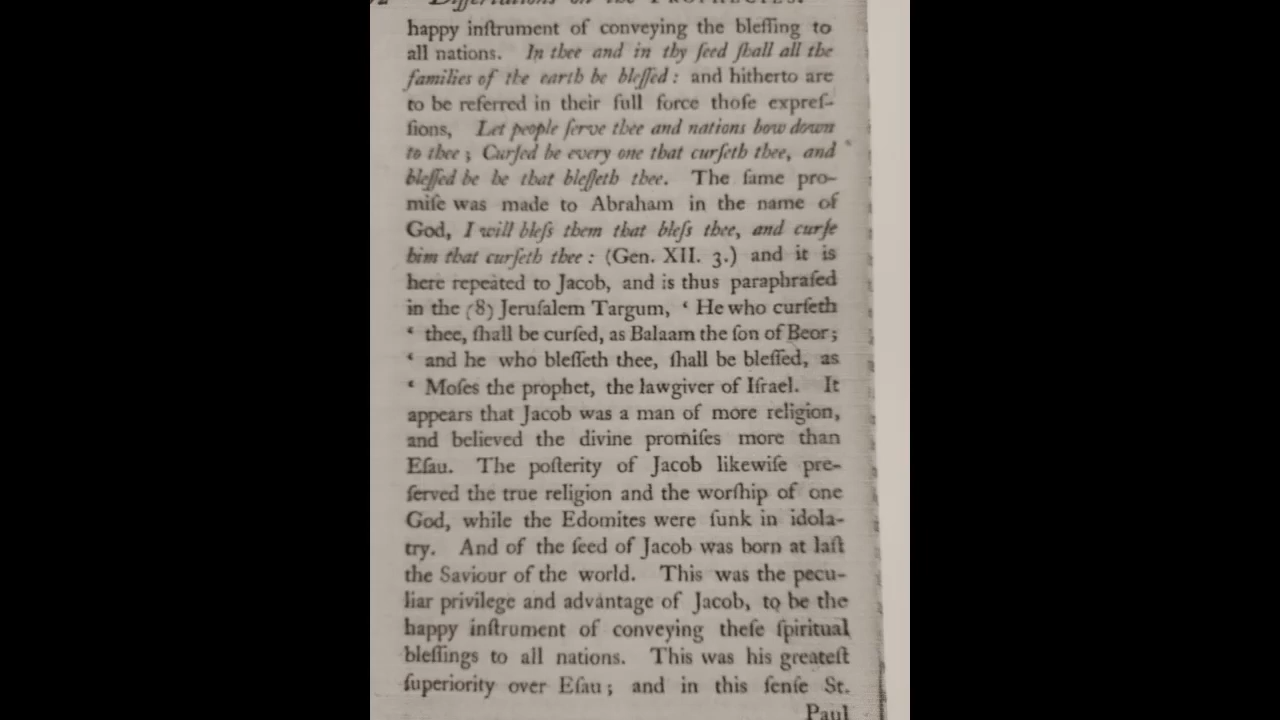 Dissertations on the PROPHECIES.
happy inſtrument of conveying the bleſſing to
all nations. In thee and in thy ſeed ſhall all the
families of the earth be bleſſed: and hitherto are
to be referred in their full force thoſe expreſ-
ſions, Let people ſerve thee and nations bow down
to thee; Curſed be every one that curſeth thee, and
bleſſed be he that bleſſeth thee. The ſame pro-
miſe was made to Abraham in the name of
God, I will bleſs them that bleſs thee, and curſe
him that curſeth thee: (Gen. XII. 3.) and it is
here repeated to Jacob, and is thus paraphraſed
in the (8) Jeruſalem Targum, ‘ He who curſeth
‘ thee, ſhall be curſed, as Balaam the ſon of Beor;
‘ and he who bleſſeth thee, ſhall be bleſſed, as
‘ Moſes the prophet, the lawgiver of Iſrael. It
appears that Jacob was a man of more religion,
and believed the divine promiſes more than
Eſau. The poſterity of Jacob likewiſe pre-
ſerved the true religion and the worſhip of one
God, while the Edomites were ſunk in idola-
try. And of the ſeed of Jacob was born at laſt
the Saviour of the world. This was the pecu-
liar privilege and advantage of Jacob, to be the
happy inſtrument of conveying theſe ſpiritual
bleſſings to all nations. This was his greateſt
ſuperiority over Eſau; and in this ſenſe St.
Paul